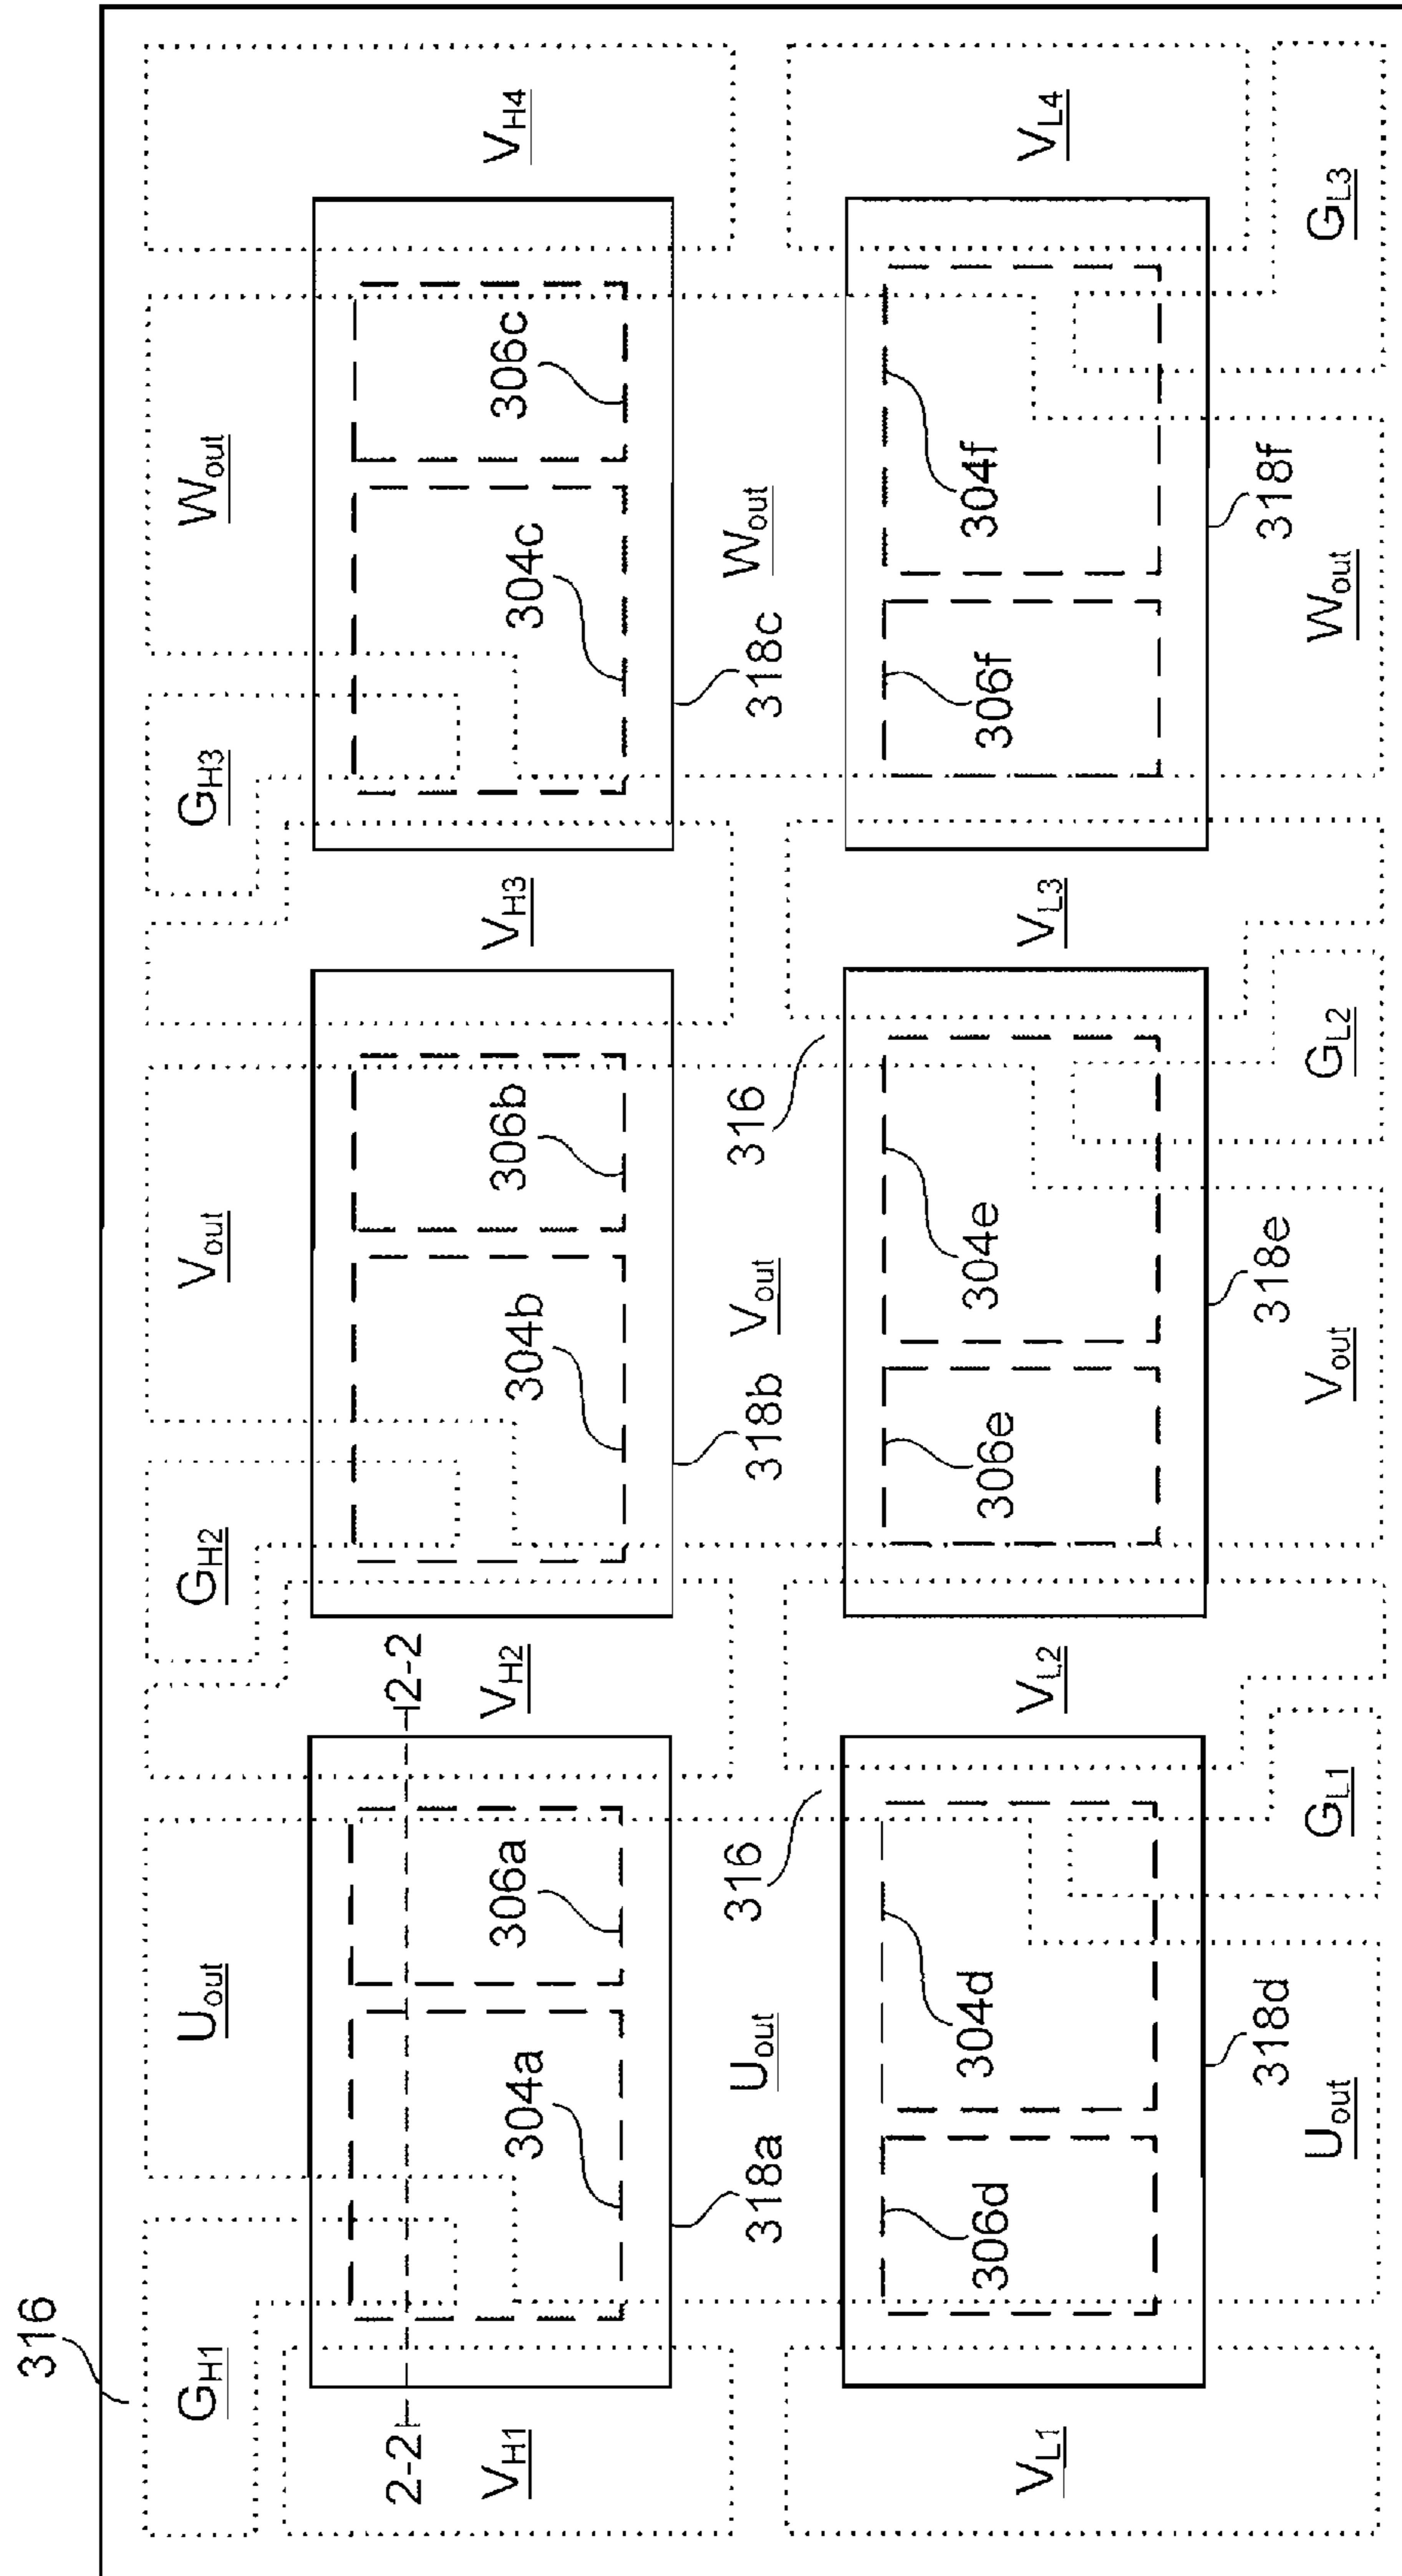 316
G_H1 U_out G_H2 V_out G_H3 W_out
2-2 2-2
V_H1 304a 306a V_H2 304b 306b V_H3 304c 306c V_H4
318a U_out 316 318b V_out 316 318c W_out
V_L1 306d 304d V_L2 306e 304e V_L3 306f 304f V_L4
318d 318e 318f
U_out G_L1 V_out G_L2 W_out G_L3